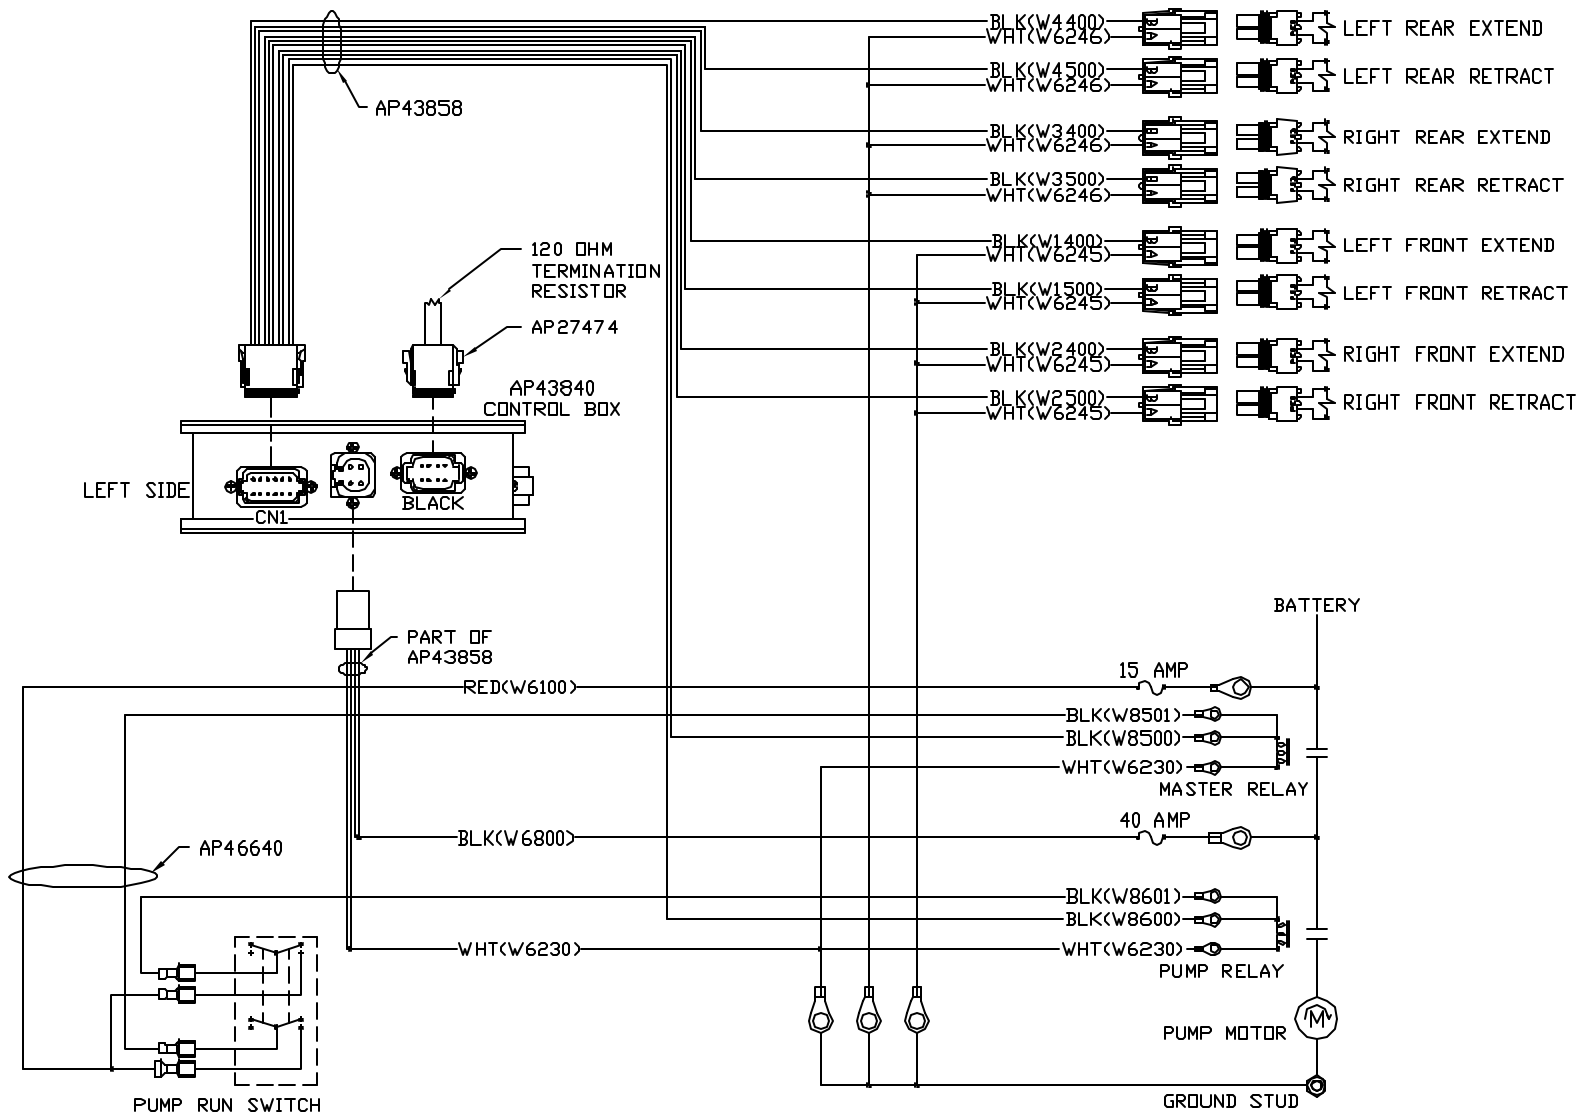 BLK(W4400)
WHT(W6246)
B
A
LEFT REAR EXTEND
BLK(W4500)
WHT(W6246)
B
A
LEFT REAR RETRACT
AP43858
BLK(W3400)
WHT(W6246)
B
A
RIGHT REAR EXTEND
BLK(W3500)
WHT(W6246)
B
A
RIGHT REAR RETRACT
120 OHM
TERMINATION
RESISTOR
BLK(W1400)
WHT(W6245)
B
A
LEFT FRONT EXTEND
BLK(W1500)
WHT(W6245)
B
A
LEFT FRONT RETRACT
AP27474
BLK(W2400)
WHT(W6245)
B
A
RIGHT FRONT EXTEND
AP43840
CONTROL BOX
BLK(W2500)
WHT(W6245)
B
A
RIGHT FRONT RETRACT
LEFT SIDE
CN1
BLACK
BATTERY
PART OF
AP43858
RED(W6100)
15 AMP
BLK(W8501)
BLK(W8500)
WHT(W6230)
MASTER RELAY
BLK(W6800)
40 AMP
AP46640
BLK(W8601)
BLK(W8600)
WHT(W6230)
WHT(W6230)
PUMP RELAY
M
PUMP MOTOR
GROUND STUD
PUMP RUN SWITCH